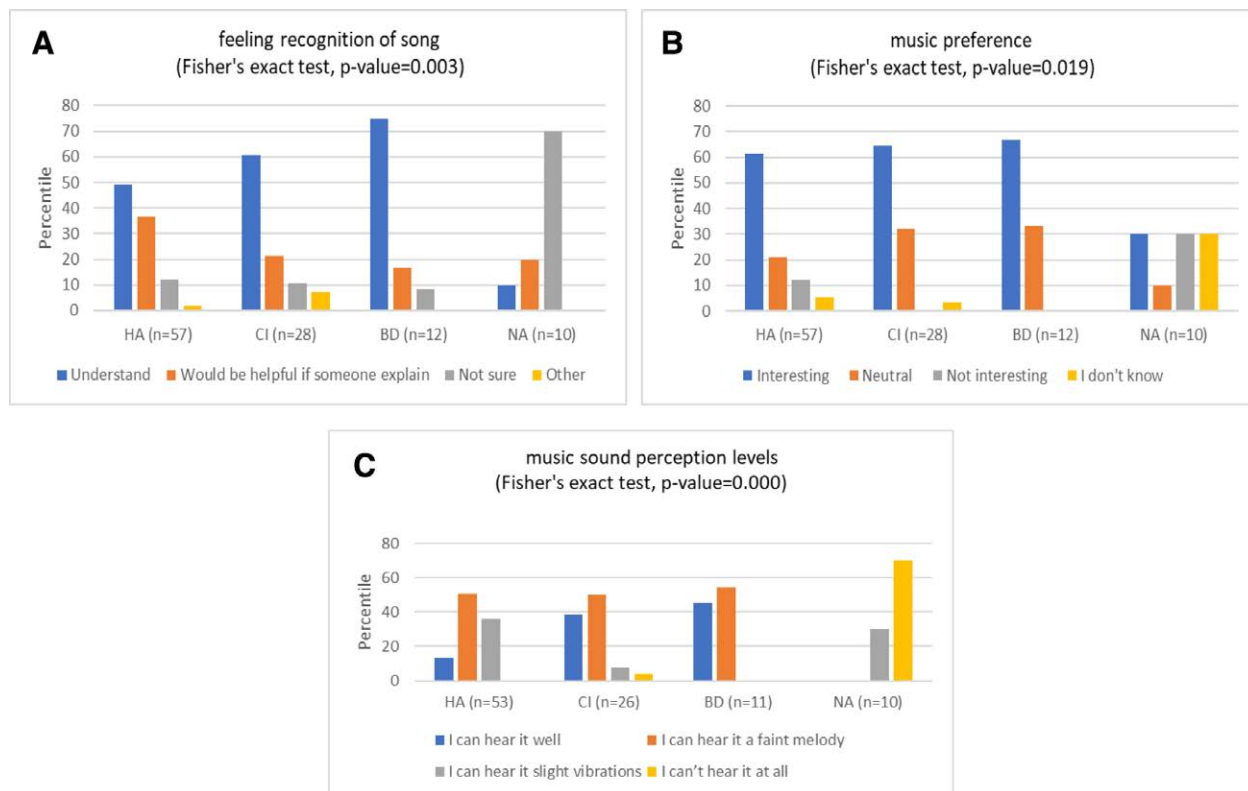 A
feeling recognition of song
(Fisher's exact test, p-value=0.003)
Percentile
80
70
60
50
40
30
20
10
0
HA (n=57) CI (n=28) BD (n=12) NA (n=10)
Understand Would be helpful if someone explain Not sure Other
B
music preference
(Fisher's exact test, p-value=0.019)
Percentile
80
70
60
50
40
30
20
10
0
HA (n=57) CI (n=28) BD (n=12) NA (n=10)
Interesting Neutral Not interesting I don't know
C
music sound perception levels
(Fisher's exact test, p-value=0.000)
Percentile
80
60
40
20
0
HA (n=53) CI (n=26) BD (n=11) NA (n=10)
I can hear it well I can hear it a faint melody
I can hear it slight vibrations I can't hear it at all